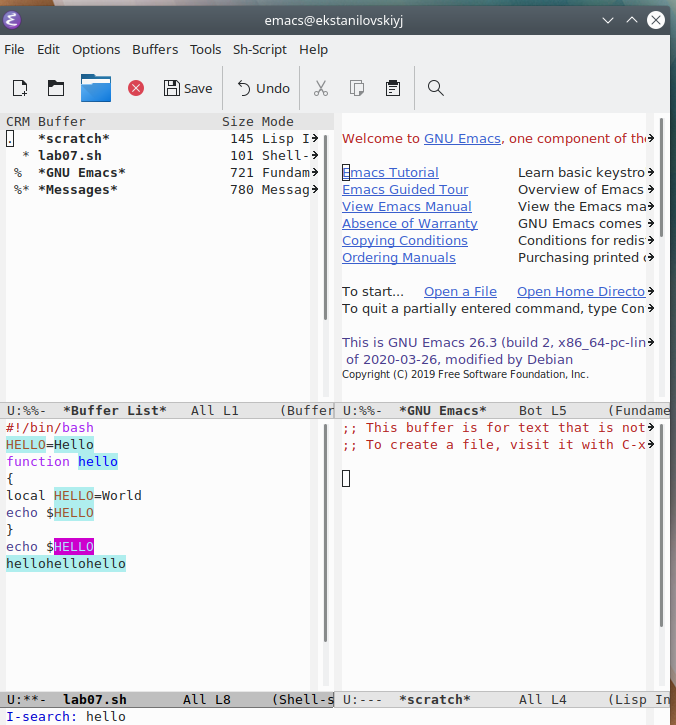 emacs@ekstanilovskiyj
File Edit Options Buffers Tools Sh-Script Help
Save Undo
CRM Buffer Size Mode
. *scratch* 145 Lisp I
* lab07.sh 101 Shell-
% *GNU Emacs* 721 Fundam
%* *Messages* 780 Messag
U:%%- *Buffer List* All L1 (Buffer
Welcome to GNU Emacs, one component of the
Emacs Tutorial Learn basic keystro
Emacs Guided Tour Overview of Emacs
View Emacs Manual View the Emacs ma
Absence of Warranty GNU Emacs comes
Copying Conditions Conditions for redis
Ordering Manuals Purchasing printed c
To start... Open a File Open Home Directo
To quit a partially entered command, type Con
This is GNU Emacs 26.3 (build 2, x86_64-pc-lin
of 2020-03-26, modified by Debian
Copyright (C) 2019 Free Software Foundation, Inc.
U:%%- *GNU Emacs* Bot L5 (Fundame
#!/bin/bash
HELLO=Hello
function hello
{
local HELLO=World
echo $HELLO
}
echo $HELLO
hellohellohello
U:**- lab07.sh All L8 (Shell-s
;; This buffer is for text that is not
;; To create a file, visit it with C-x
U:--- *scratch* All L4 (Lisp In
I-search: hello